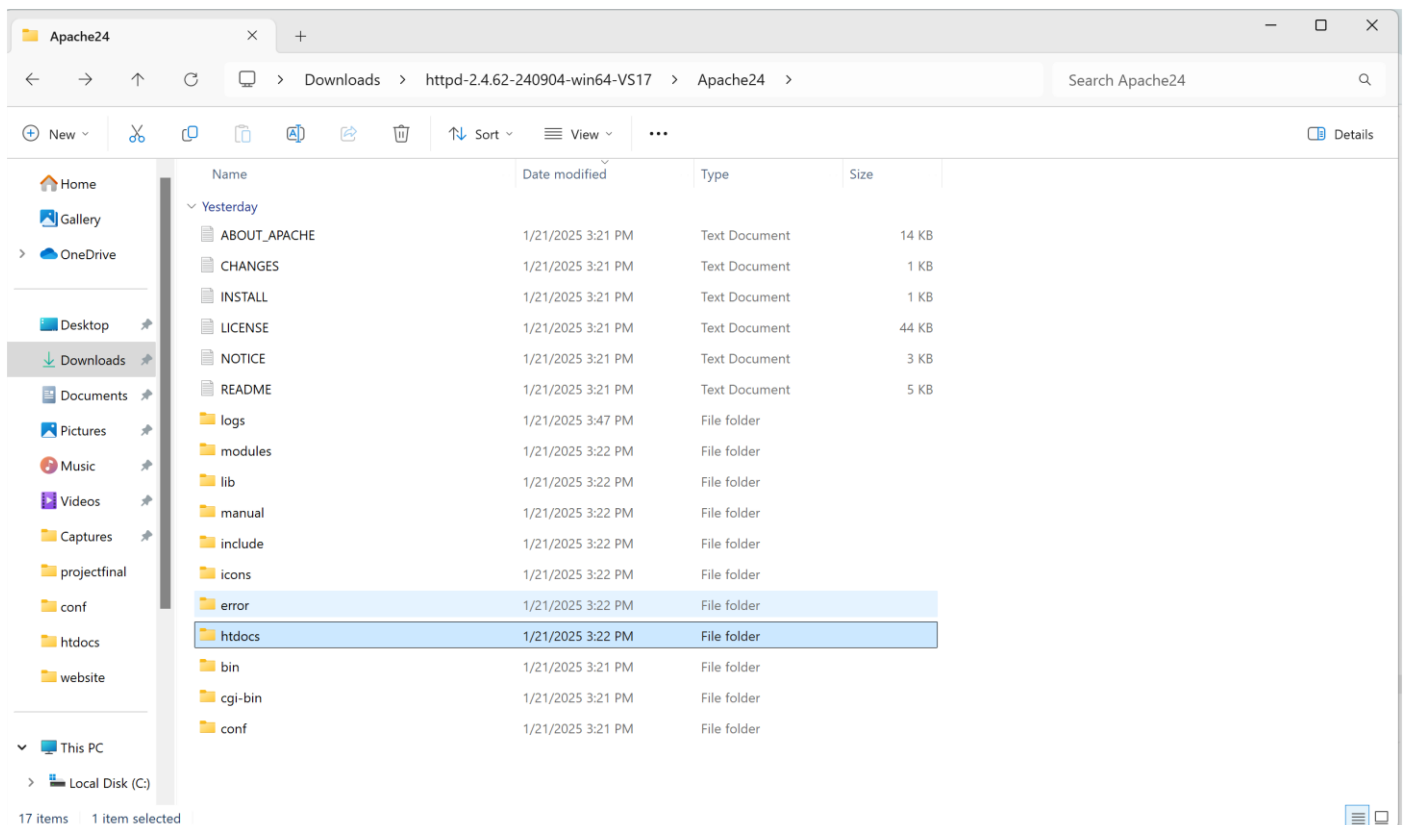 Apache24
Downloads > httpd-2.4.62-240904-win64-VS17 > Apache24 >
Search Apache24
New
Sort
View
Details
Home
Gallery
OneDrive
Desktop
Downloads
Documents
Pictures
Music
Videos
Captures
projectfinal
conf
htdocs
website
This PC
Local Disk (C:)
Name Date modified Type Size
Yesterday
ABOUT_APACHE 1/21/2025 3:21 PM Text Document 14 KB
CHANGES 1/21/2025 3:21 PM Text Document 1 KB
INSTALL 1/21/2025 3:21 PM Text Document 1 KB
LICENSE 1/21/2025 3:21 PM Text Document 44 KB
NOTICE 1/21/2025 3:21 PM Text Document 3 KB
README 1/21/2025 3:21 PM Text Document 5 KB
logs 1/21/2025 3:47 PM File folder
modules 1/21/2025 3:22 PM File folder
lib 1/21/2025 3:22 PM File folder
manual 1/21/2025 3:22 PM File folder
include 1/21/2025 3:22 PM File folder
icons 1/21/2025 3:22 PM File folder
error 1/21/2025 3:22 PM File folder
htdocs 1/21/2025 3:22 PM File folder
bin 1/21/2025 3:21 PM File folder
cgi-bin 1/21/2025 3:21 PM File folder
conf 1/21/2025 3:21 PM File folder
17 items 1 item selected